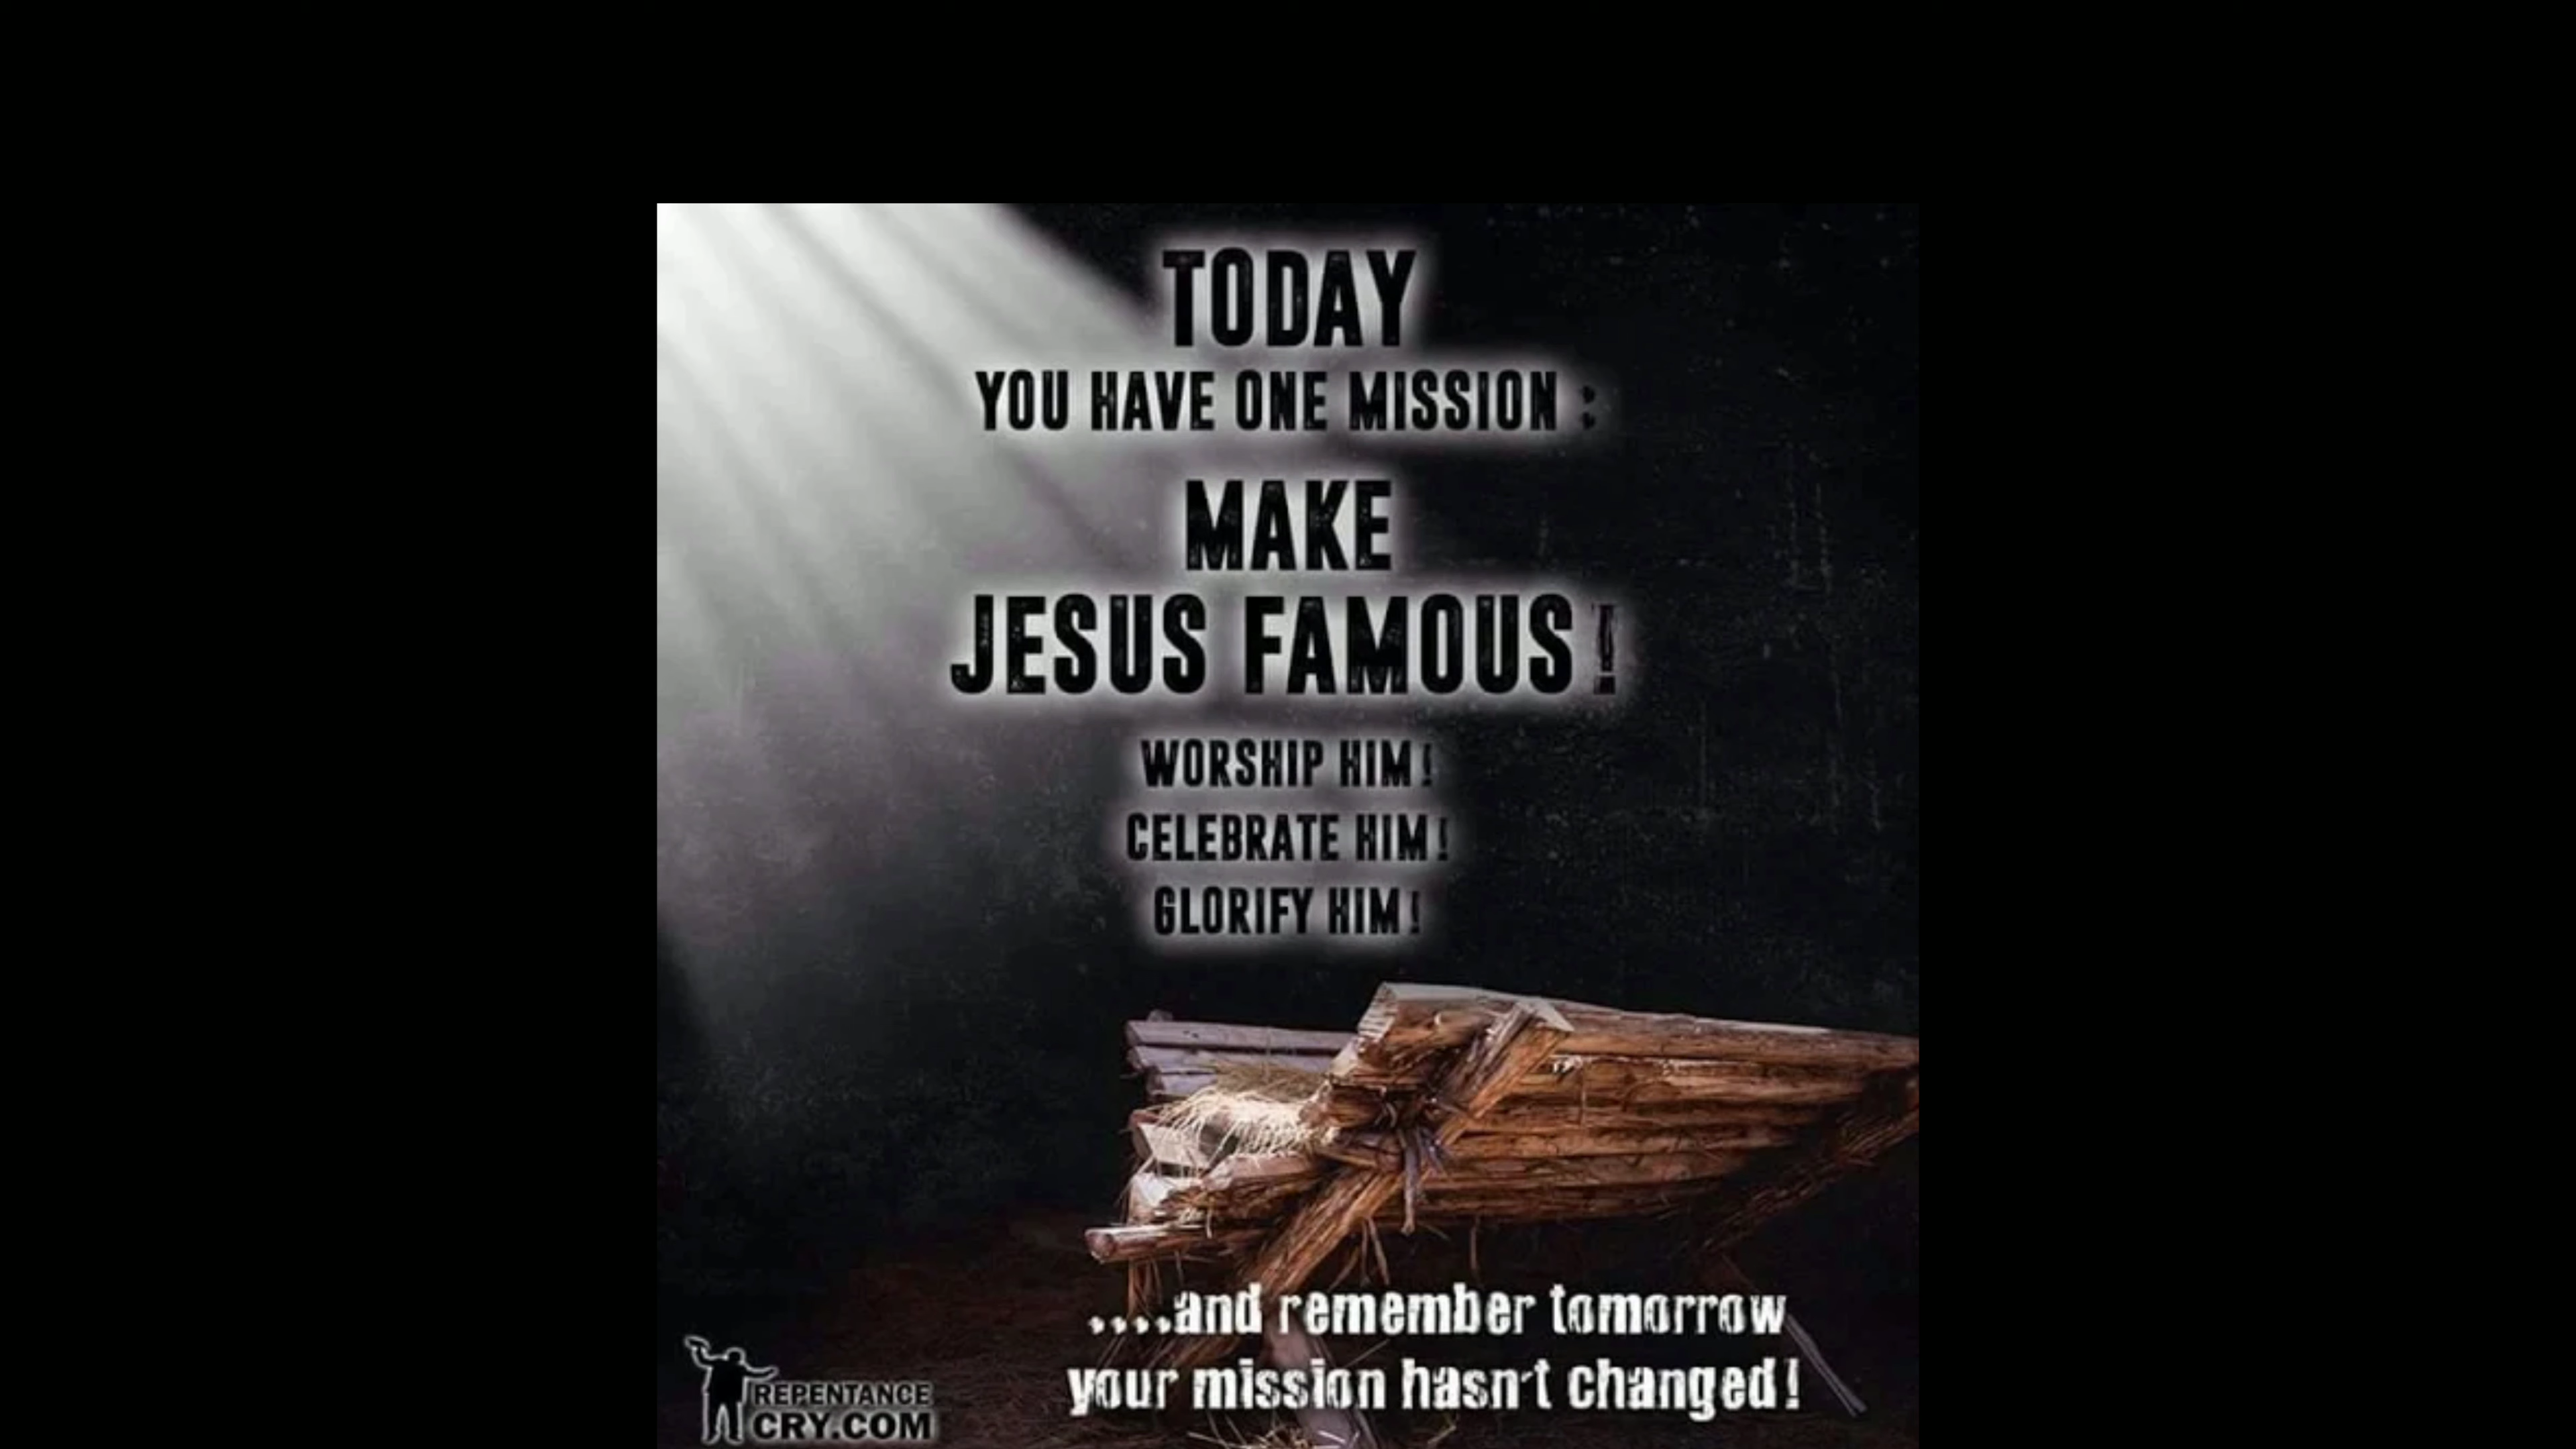 TODAY
YOU HAVE ONE MISSION :
MAKE
JESUS FAMOUS!
WORSHIP HIM!
CELEBRATE HIM!
GLORIFY HIM!
....and remember tomorrow
your mission hasn't changed!
REPENTANCE
CRY.COM